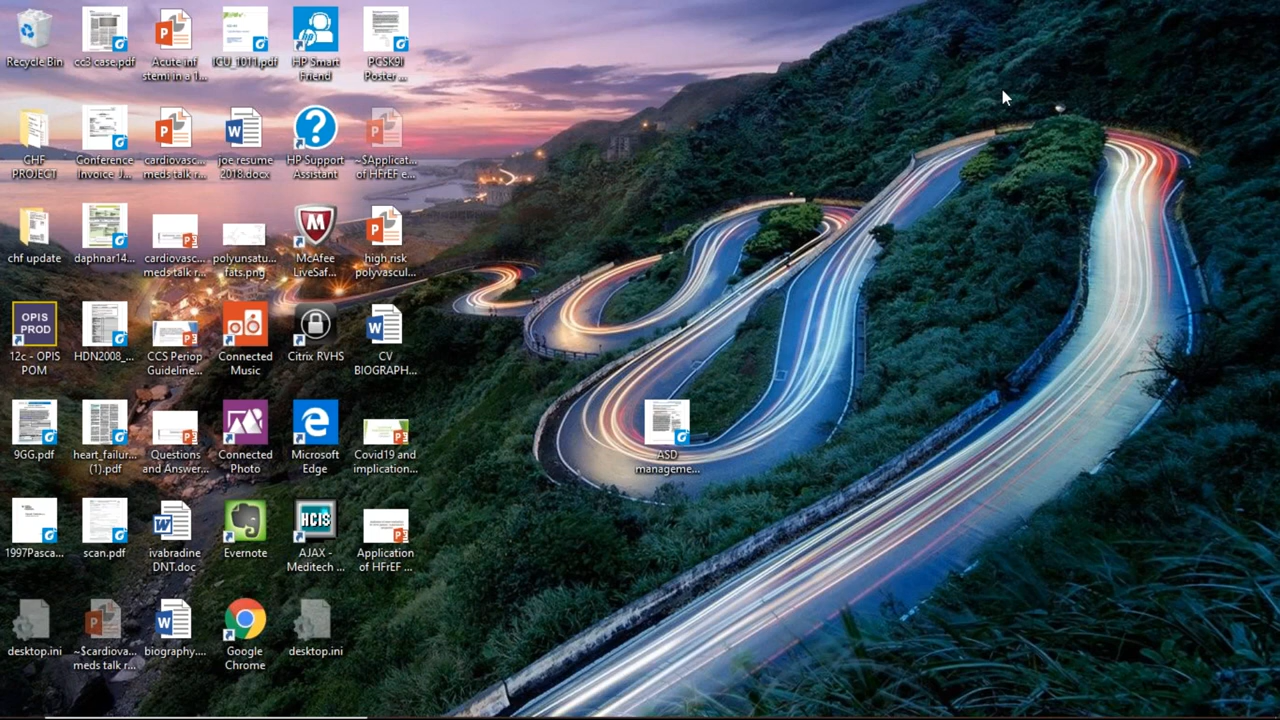 Recycle Bin
cc3 case.pdf
Acute inf
stemi in a 1...
ICU_1011.pdf
HP Smart
Friend
PCSK9I
Poster ...
CHF
PROJECT
Conference
Invoice J...
cardiovasc...
meds talk r...
joe resume
2018.docx
HP Support
Assistant
~$Applicat...
of HFrEF e...
chf update
daphnar14...
cardiovasc...
meds talk r...
polyunsatu...
fats.png
McAfee
LiveSaf...
high risk
polyvascul...
OPIS
PROD
12c - OPIS
POM
HDN2008_...
CCS Periop
Guideline...
Connected
Music
Citrix RVHS
CV
BIOGRAPH...
9GG.pdf
heart_failur...
(1).pdf
Questions
and Answer...
Connected
Photo
Microsoft
Edge
Covid19 and
implication...
ASD
manageme...
1997Pasca...
scan.pdf
ivabradine
DNT.doc
Evernote
HCIS
AJAX -
Meditech ...
Application
of HFrEF ...
desktop.ini
~$cardiova...
meds talk r...
biography....
Google
Chrome
desktop.ini